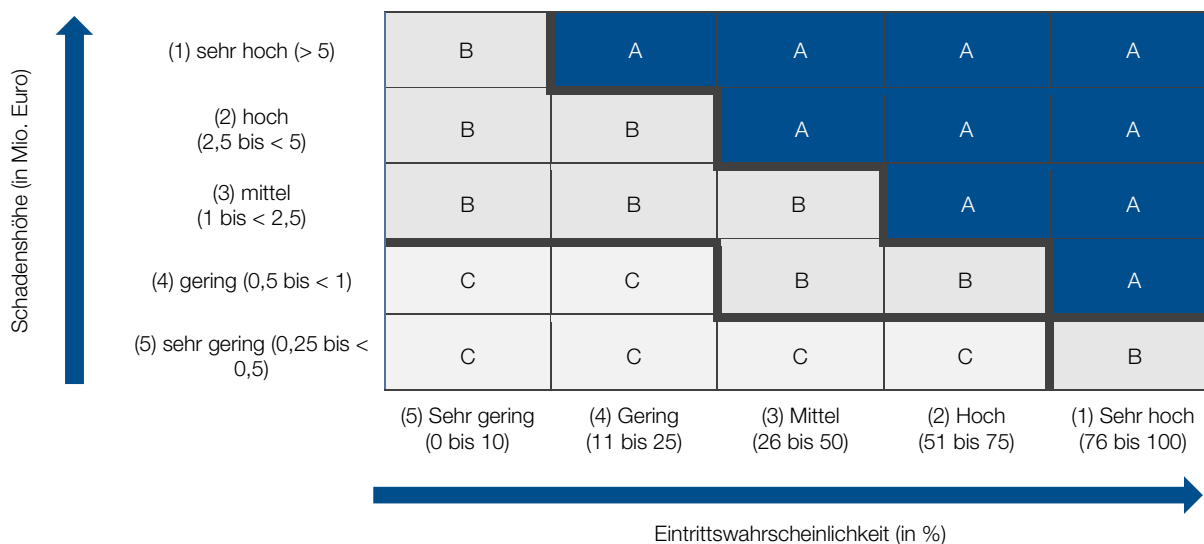 Schadenshöhe (in Mio. Euro)
(1) sehr hoch (> 5) B A A A A
(2) hoch
(2,5 bis < 5) B B A A A
(3) mittel
(1 bis < 2,5) B B B A A
(4) gering (0,5 bis < 1) C C B B A
(5) sehr gering (0,25 bis <
0,5) C C C C B
(5) Sehr gering (4) Gering (3) Mittel (2) Hoch (1) Sehr hoch
(0 bis 10) (11 bis 25) (26 bis 50) (51 bis 75) (76 bis 100)
Eintrittswahrscheinlichkeit (in %)